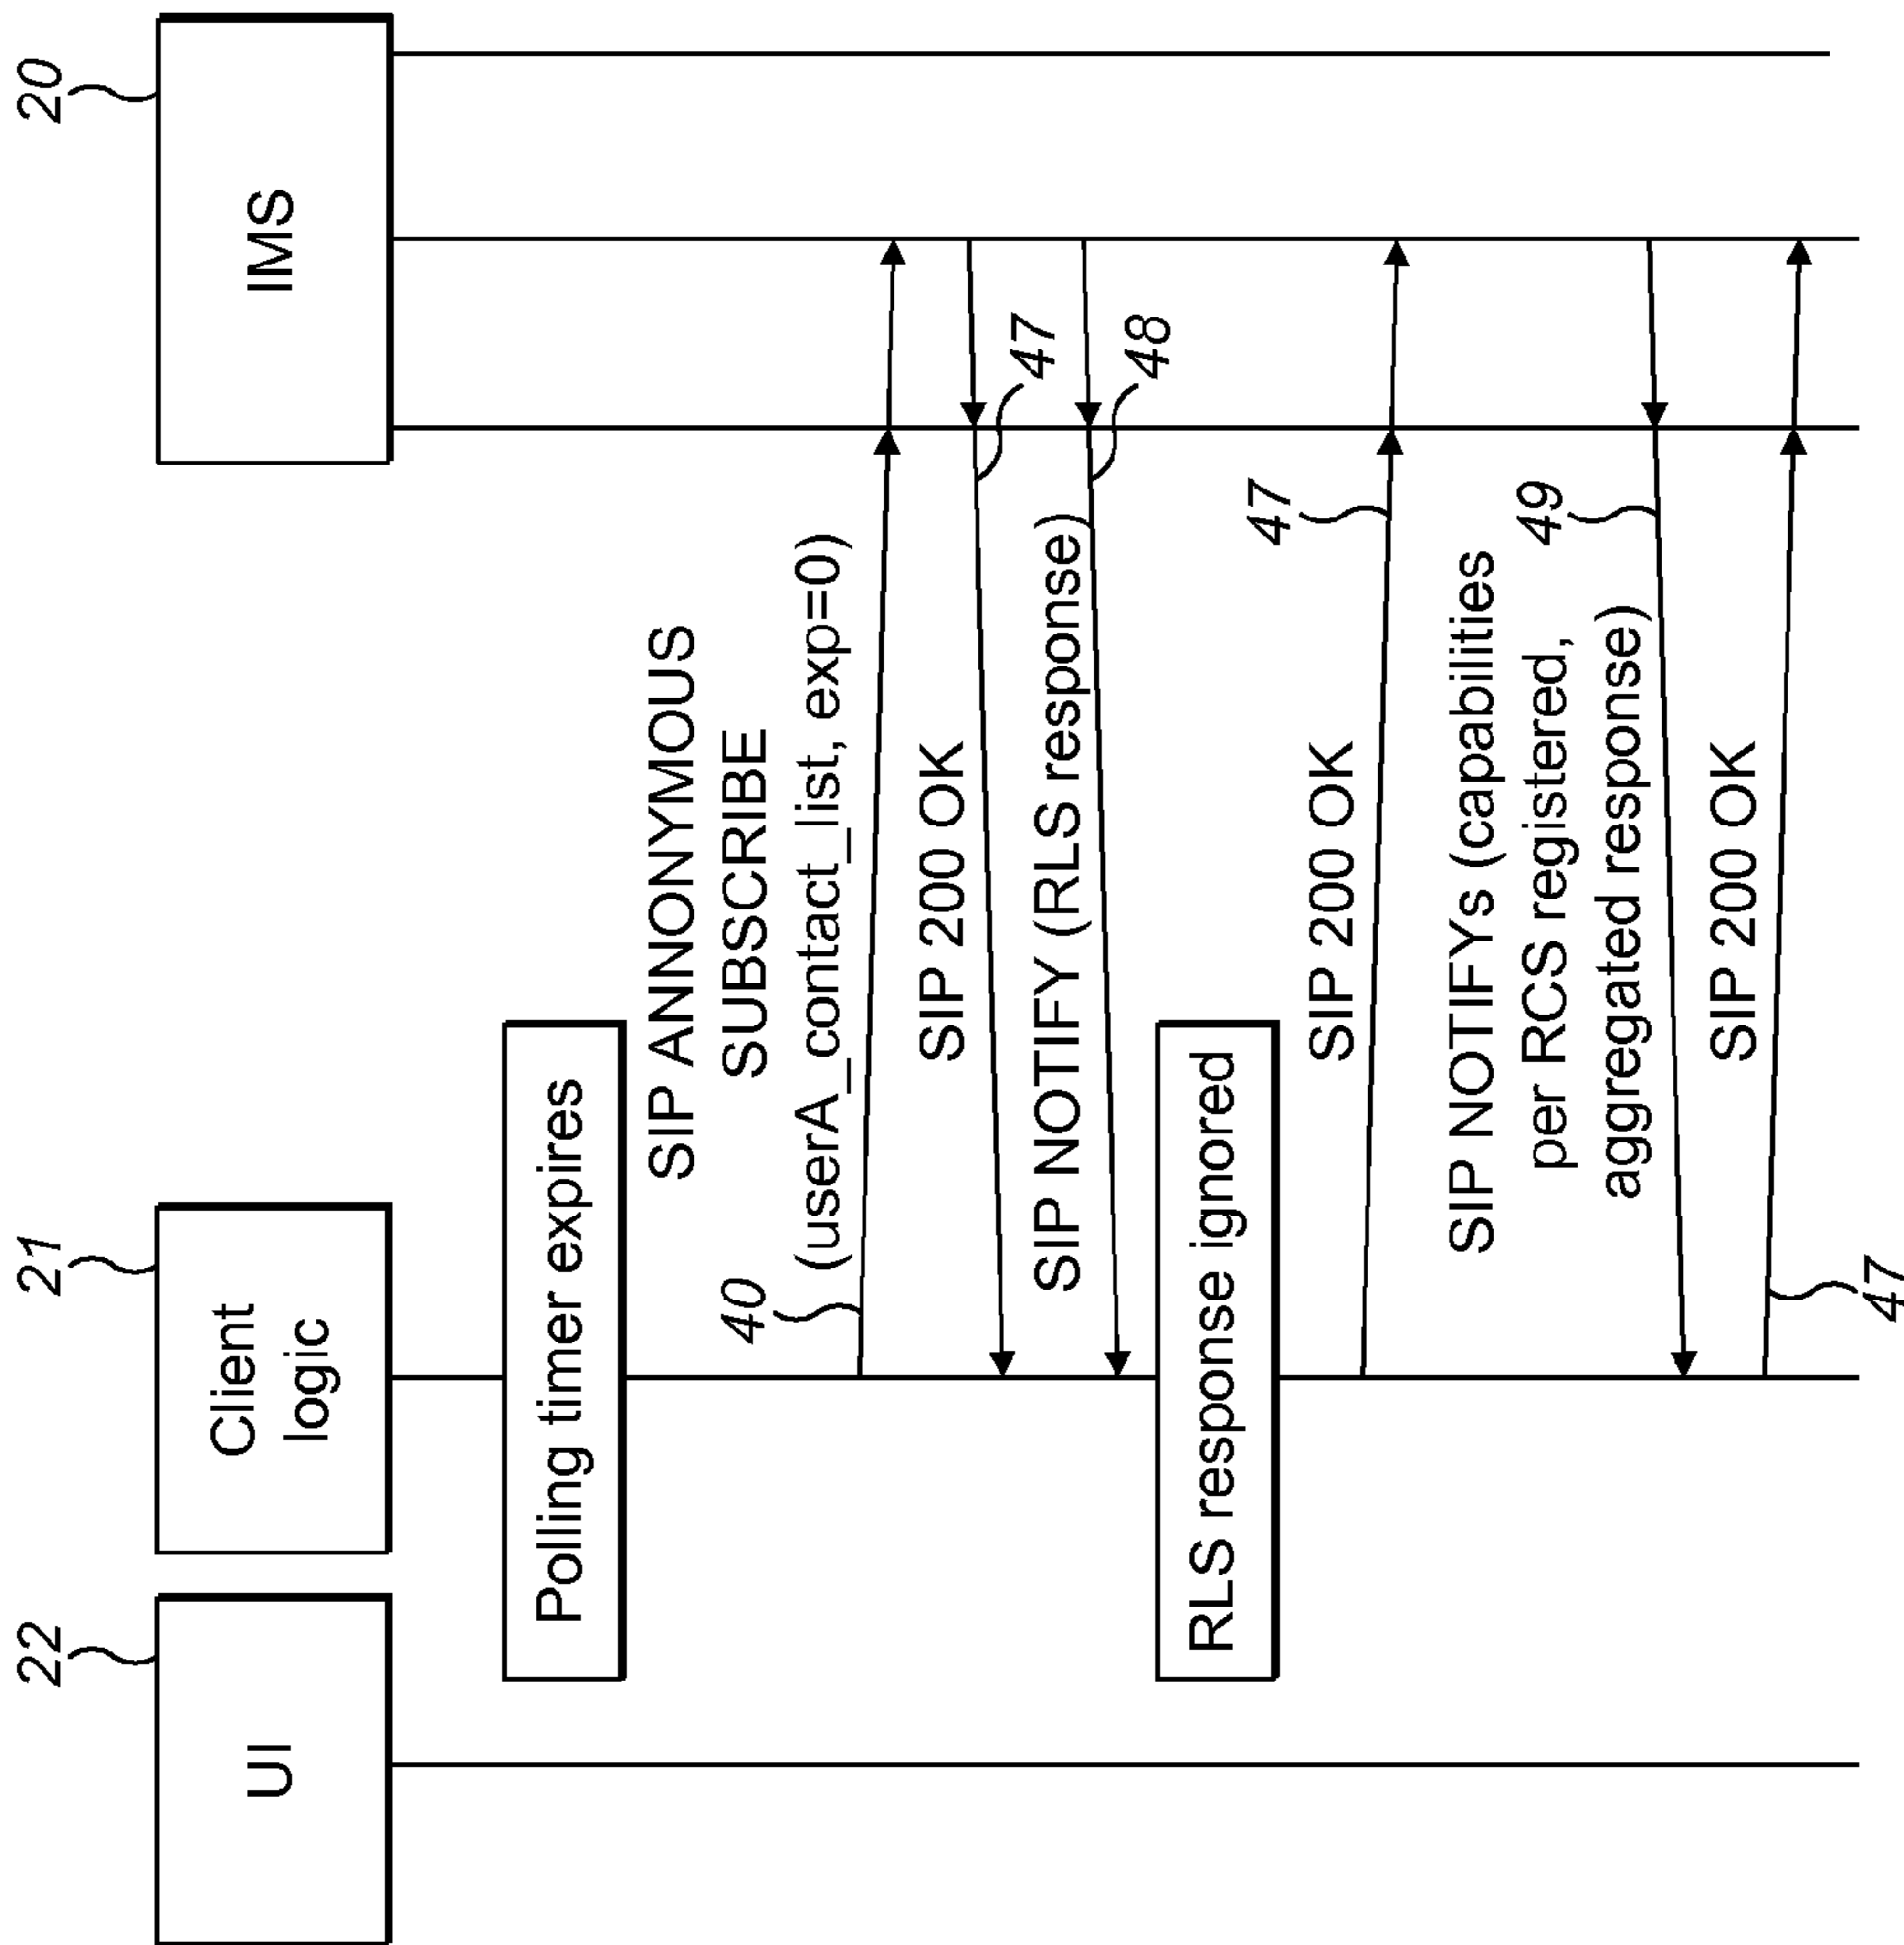 22
21
20
UI
Client
logic
IMS
Polling timer expires
SIP ANNONYMOUS
SUBSCRIBE
40
(userA_contact_list, exp=0)
SIP 200 OK
47
SIP NOTIFY (RLS response)
48
RLS response ignored
47
SIP 200 OK
SIP NOTIFYs (capabilities
per RCS registered,
aggregated response)
49
SIP 200 OK
47